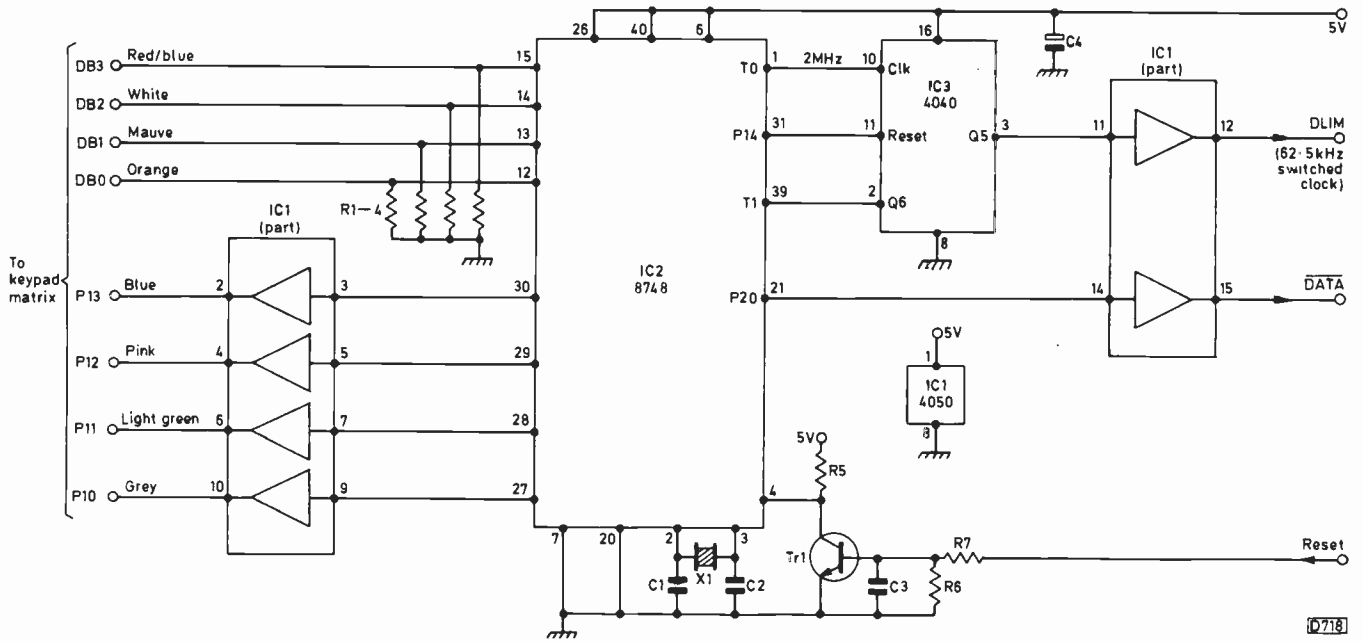 26 40 6 16 5V
C4
To keypad matrix
DB3 Red/blue 15
DB2 White 14
DB1 Mauve 13
DB0 Orange 12
R1-4
IC1
(part)
P13 Blue 2 3 30
P12 Pink 4 5 29
P11 Light green 6 7 28
P10 Grey 10 9 27
IC2
8748
T0 1 2MHz 10 Clk
P14 31 11 Reset
T1 39 2 Q6
P20 21
IC3
4040
Q5 3
8
IC1
(part)
11 12 DLIM
(62·5kHz
switched
clock)
14 15 DATA
5V
1
IC1
4050
8
5V
R5
4
Tr1
C3
R6
R7
Reset
7 20 2 3
C1 X1 C2
D718